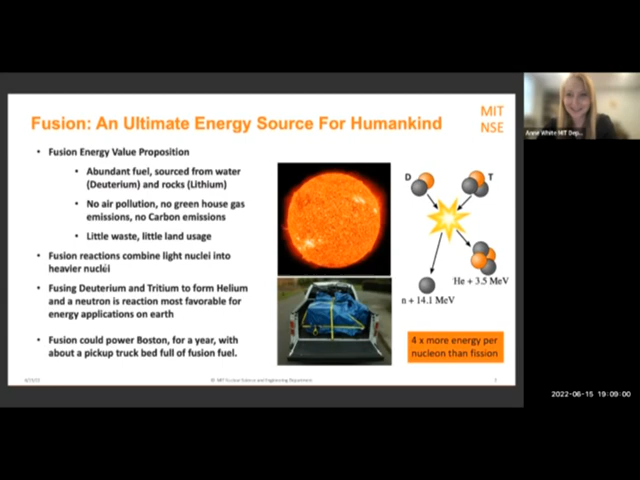 Fusion: An Ultimate Energy Source For Humankind
MIT
NSE
Anne White MIT Dep...
• Fusion Energy Value Proposition
• Abundant fuel, sourced from water
(Deuterium) and rocks (Lithium)
• No air pollution, no green house gas
emissions, no Carbon emissions
• Little waste, little land usage
• Fusion reactions combine light nuclei into
heavier nuclei
• Fusing Deuterium and Tritium to form Helium
and a neutron is reaction most favorable for
energy applications on earth
• Fusion could power Boston, for a year, with
about a pickup truck bed full of fusion fuel.
D
T
He + 3.5 MeV
n + 14.1 MeV
4 x more energy per
nucleon than fission
© MIT Nuclear Science and Engineering Department
2022-06-15 19:09:00